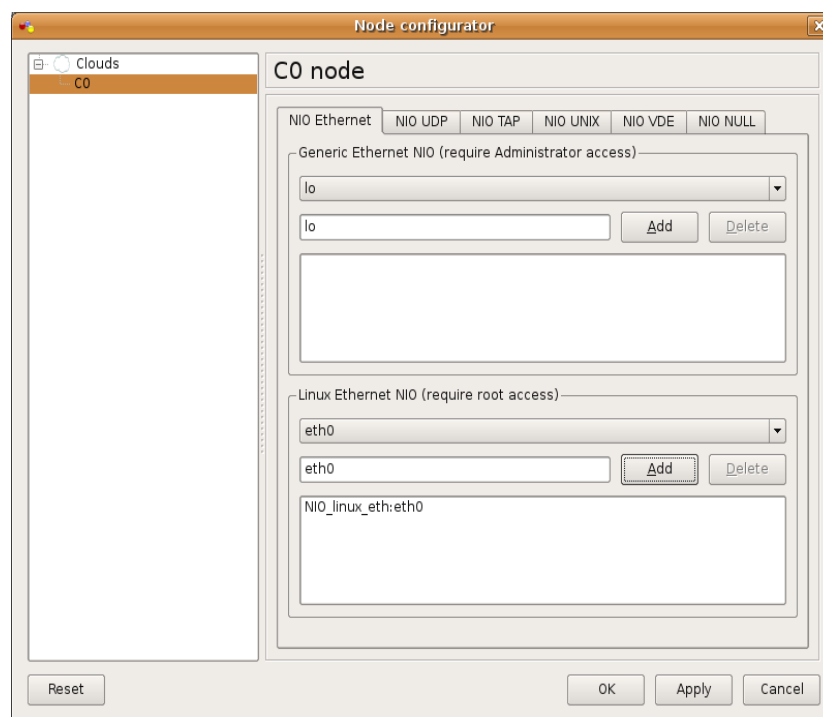 Node configurator
Clouds
C0
C0 node
NIO Ethernet NIO UDP NIO TAP NIO UNIX NIO VDE NIO NULL
Generic Ethernet NIO (require Administrator access)
lo
lo Add Delete
Linux Ethernet NIO (require root access)
eth0
eth0 Add Delete
NIO_linux_eth:eth0
Reset OK Apply Cancel